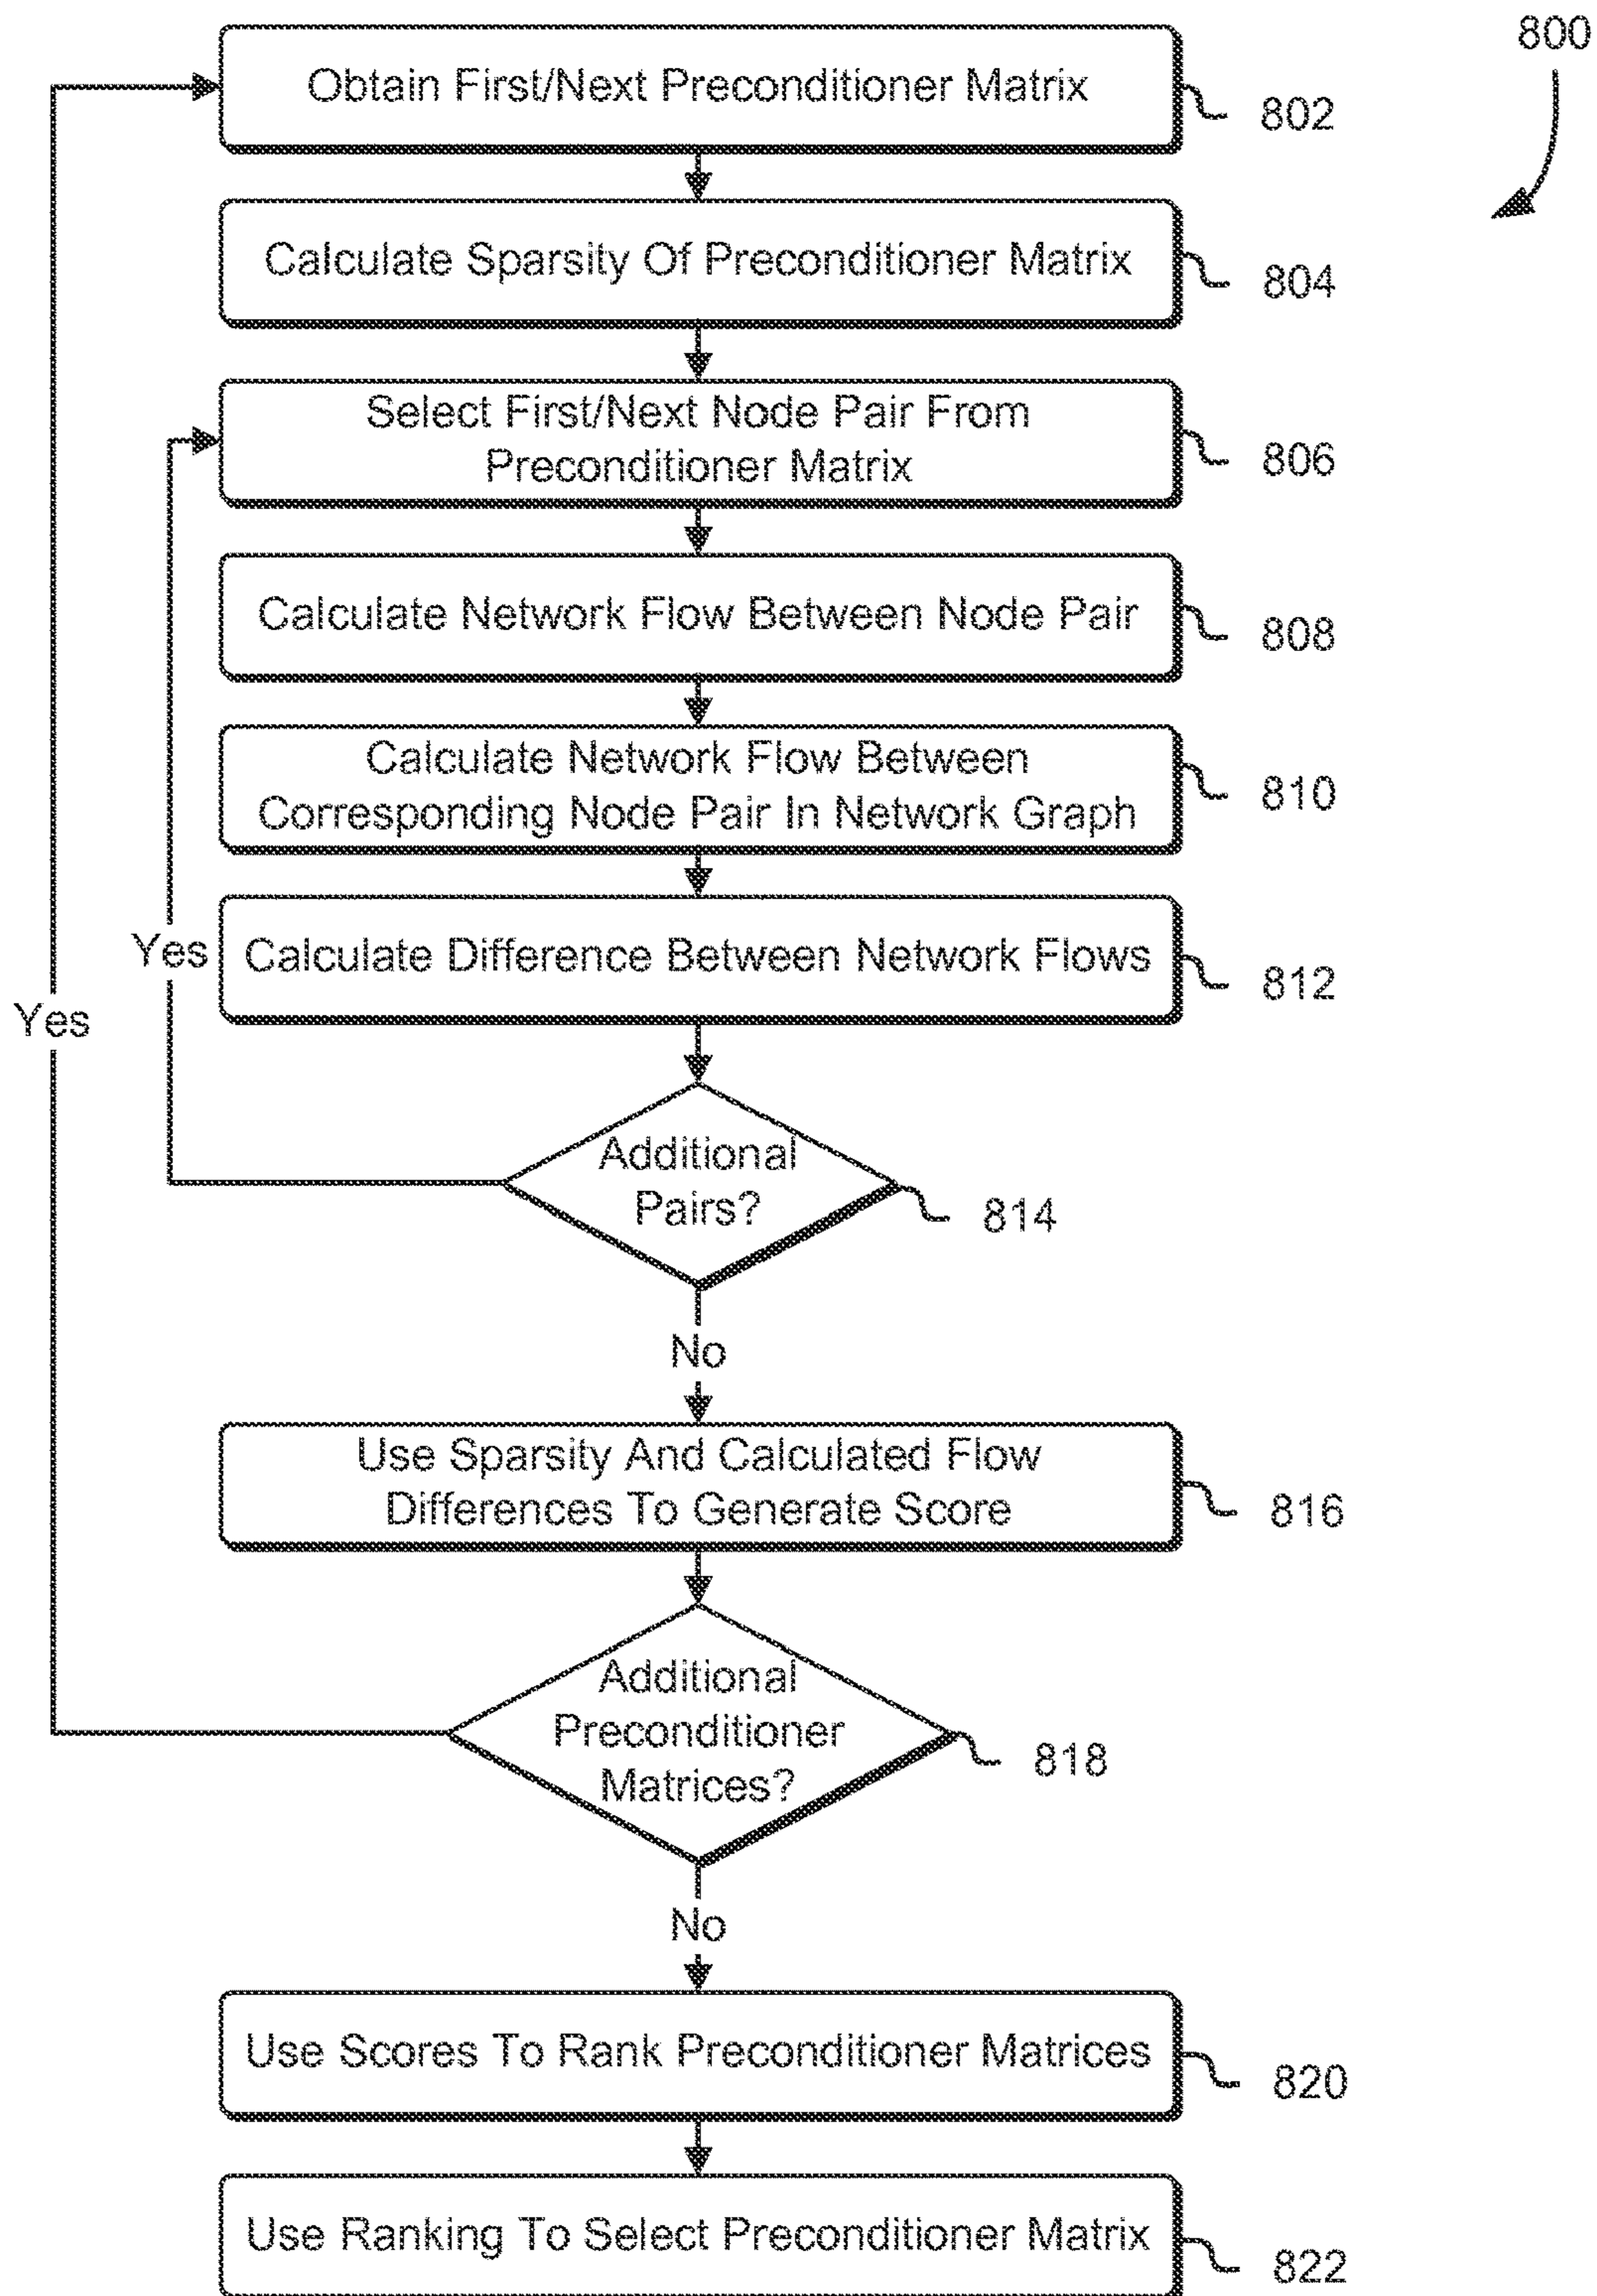 800
Obtain First/Next Preconditioner Matrix
802
Calculate Sparsity Of Preconditioner Matrix
804
Select First/Next Node Pair From
Preconditioner Matrix
806
Calculate Network Flow Between Node Pair
808
Calculate Network Flow Between
Corresponding Node Pair In Network Graph
810
Yes
Calculate Difference Between Network Flows
812
Yes
Additional
Pairs?
814
No
Use Sparsity And Calculated Flow
Differences To Generate Score
816
Additional
Preconditioner
Matrices?
818
No
Use Scores To Rank Preconditioner Matrices
820
Use Ranking To Select Preconditioner Matrix
822